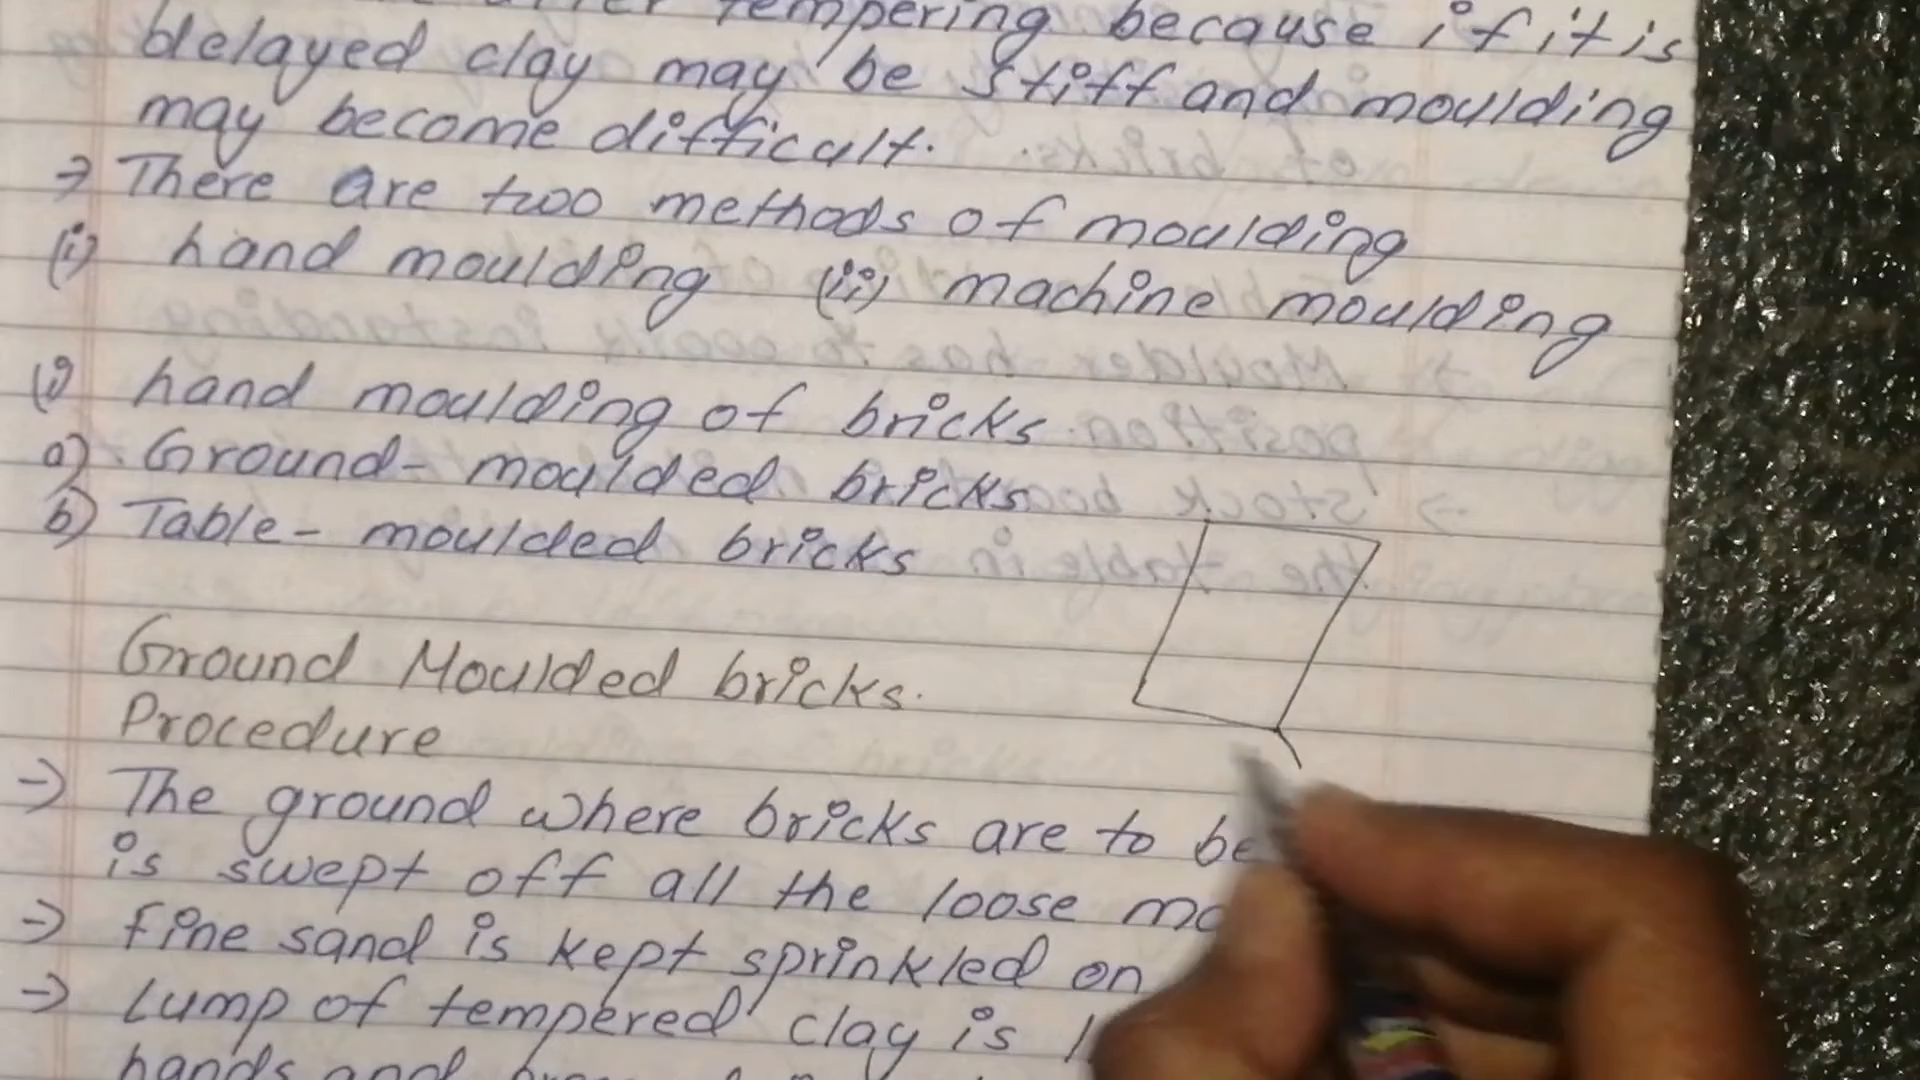 tempering because if it is
delayed clay may be stiff and moulding
may become difficult.
→ There are two methods of moulding
(i) hand moulding (ii) machine moulding
(i) hand moulding of bricks.
a) Ground-moulded bricks
b) Table-moulded bricks
Ground Moulded bricks.
Procedure
→ The ground where bricks are to be
is swept off all the loose
→ Fine sand is kept sprinkled on
→ Lump of tempered clay is
hands and